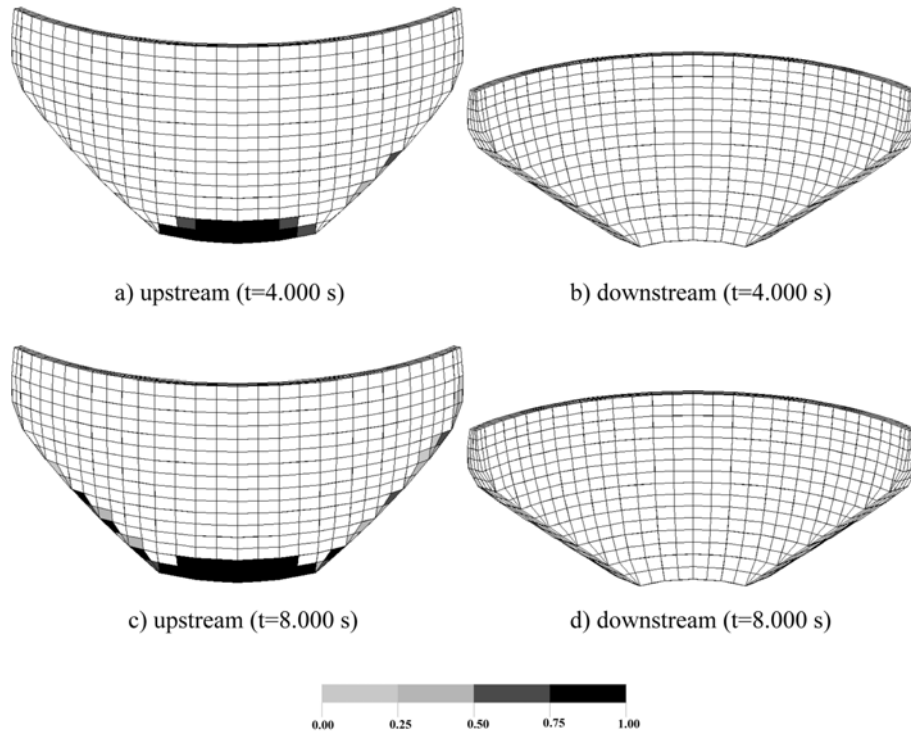 a) upstream (t=4.000 s)
b) downstream (t=4.000 s)
c) upstream (t=8.000 s)
d) downstream (t=8.000 s)
0.00 0.25 0.50 0.75 1.00